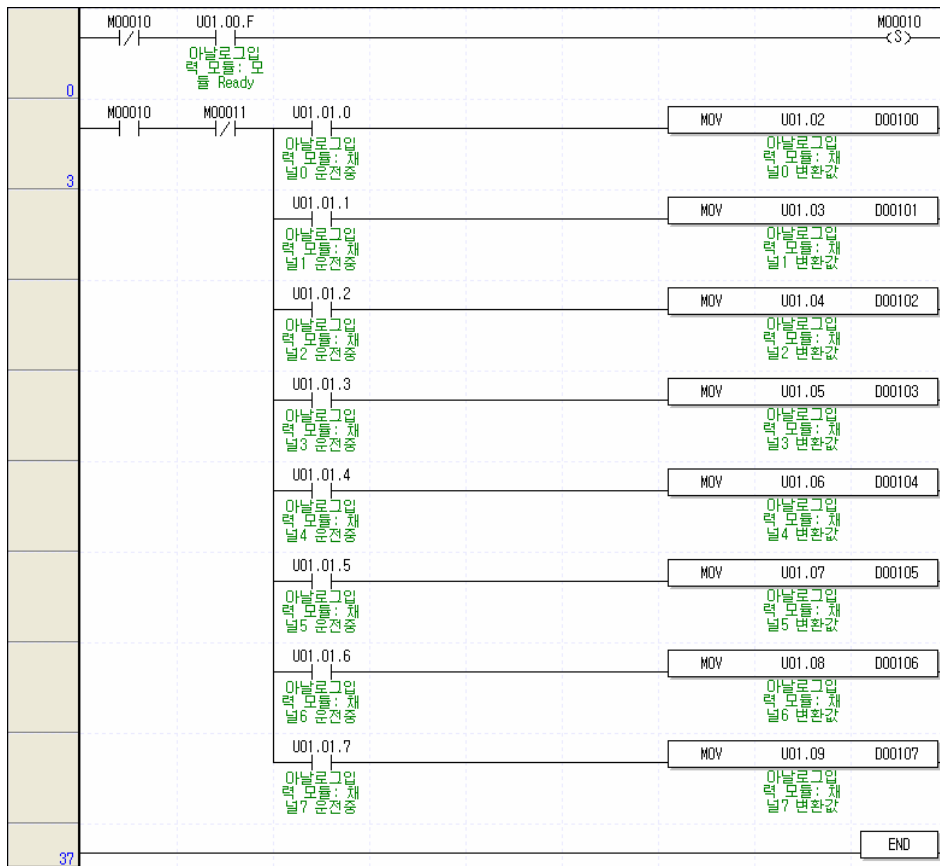 M00010 U01.00.F M00010
(S)
아날로그입
력 모듈: 모
듈 Ready
0
M00010 M00011 U01.01.0 MOV U01.02 D00100
아날로그입 아날로그입
력 모듈: 채 력 모듈: 채
널0 운전중 널0 변환값
3
U01.01.1 MOV U01.03 D00101
아날로그입 아날로그입
력 모듈: 채 력 모듈: 채
널1 운전중 널1 변환값
U01.01.2 MOV U01.04 D00102
아날로그입 아날로그입
력 모듈: 채 력 모듈: 채
널2 운전중 널2 변환값
U01.01.3 MOV U01.05 D00103
아날로그입 아날로그입
력 모듈: 채 력 모듈: 채
널3 운전중 널3 변환값
U01.01.4 MOV U01.06 D00104
아날로그입 아날로그입
력 모듈: 채 력 모듈: 채
널4 운전중 널4 변환값
U01.01.5 MOV U01.07 D00105
아날로그입 아날로그입
력 모듈: 채 력 모듈: 채
널5 운전중 널5 변환값
U01.01.6 MOV U01.08 D00106
아날로그입 아날로그입
력 모듈: 채 력 모듈: 채
널6 운전중 널6 변환값
U01.01.7 MOV U01.09 D00107
아날로그입 아날로그입
력 모듈: 채 력 모듈: 채
널7 운전중 널7 변환값
END
37